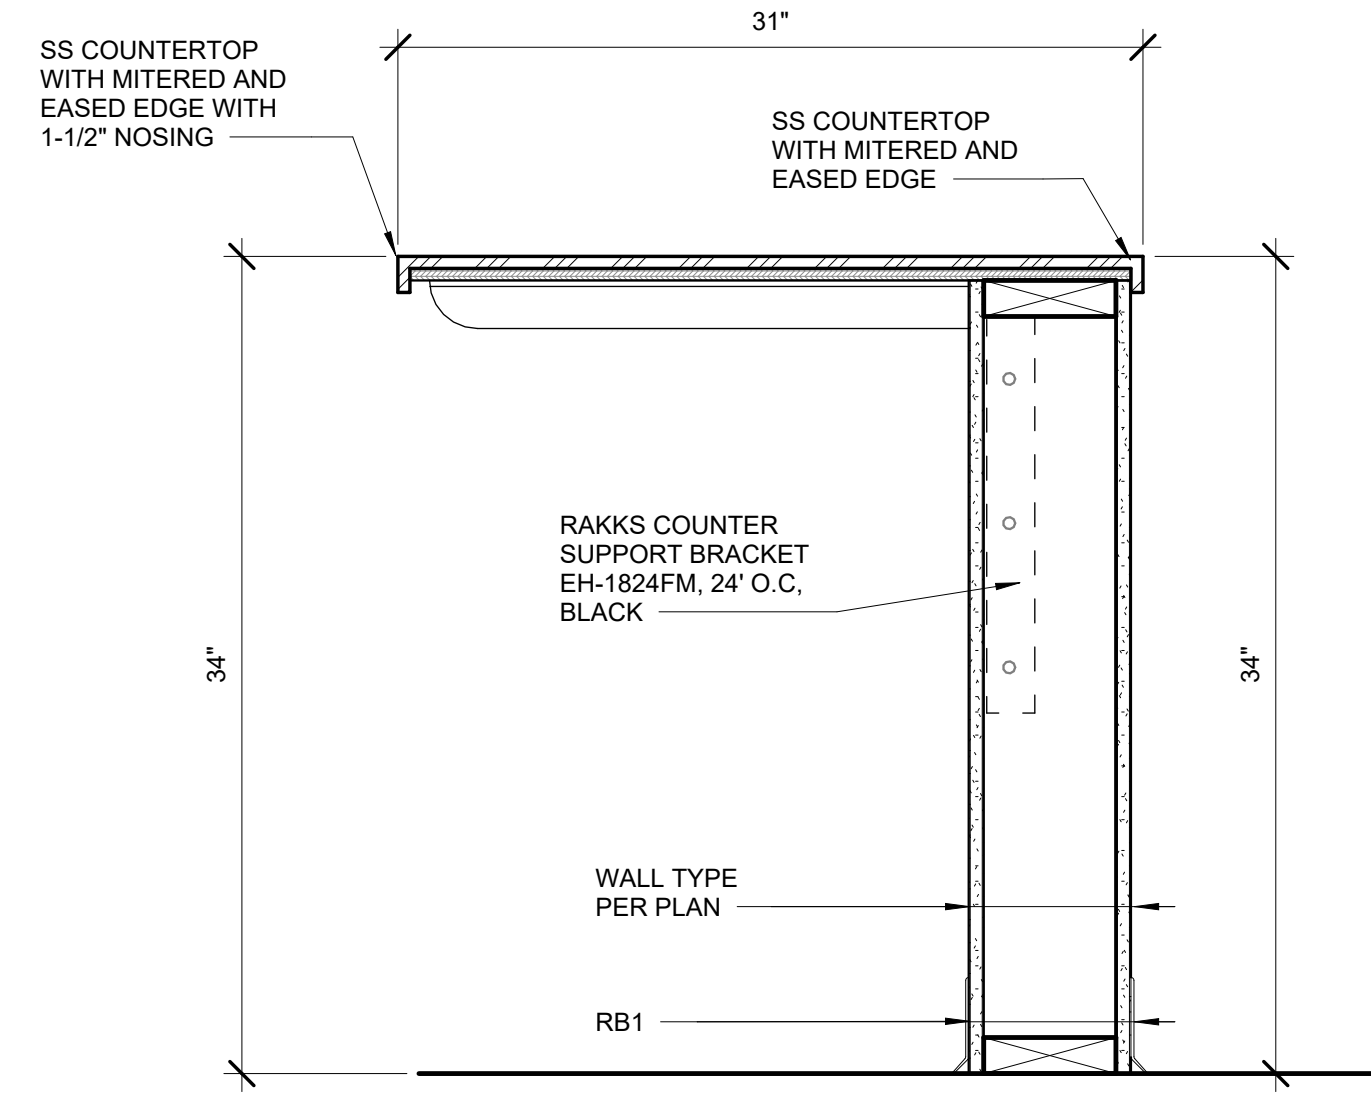 31"
SS COUNTERTOP
WITH MITERED AND
EASED EDGE WITH
1-1/2" NOSING
SS COUNTERTOP
WITH MITERED AND
EASED EDGE
RAKKS COUNTER
SUPPORT BRACKET
EH-1824FM, 24' O.C,
BLACK
34"
34"
WALL TYPE
PER PLAN
RB1